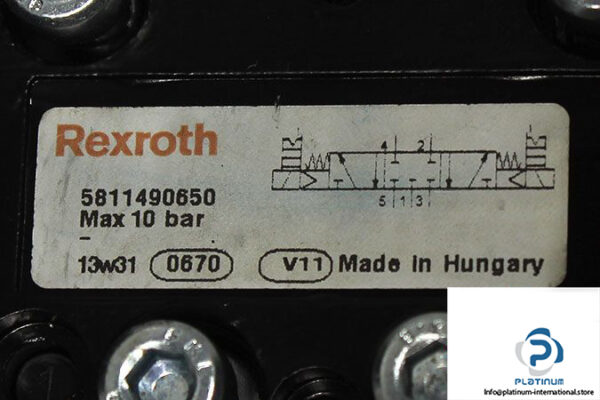 Rexroth
4 2
5 1 3
5811490650
Max 10 bar
-
13w31 0670 V11 Made in Hungary
PLATINUM
Info@platinum-international.store